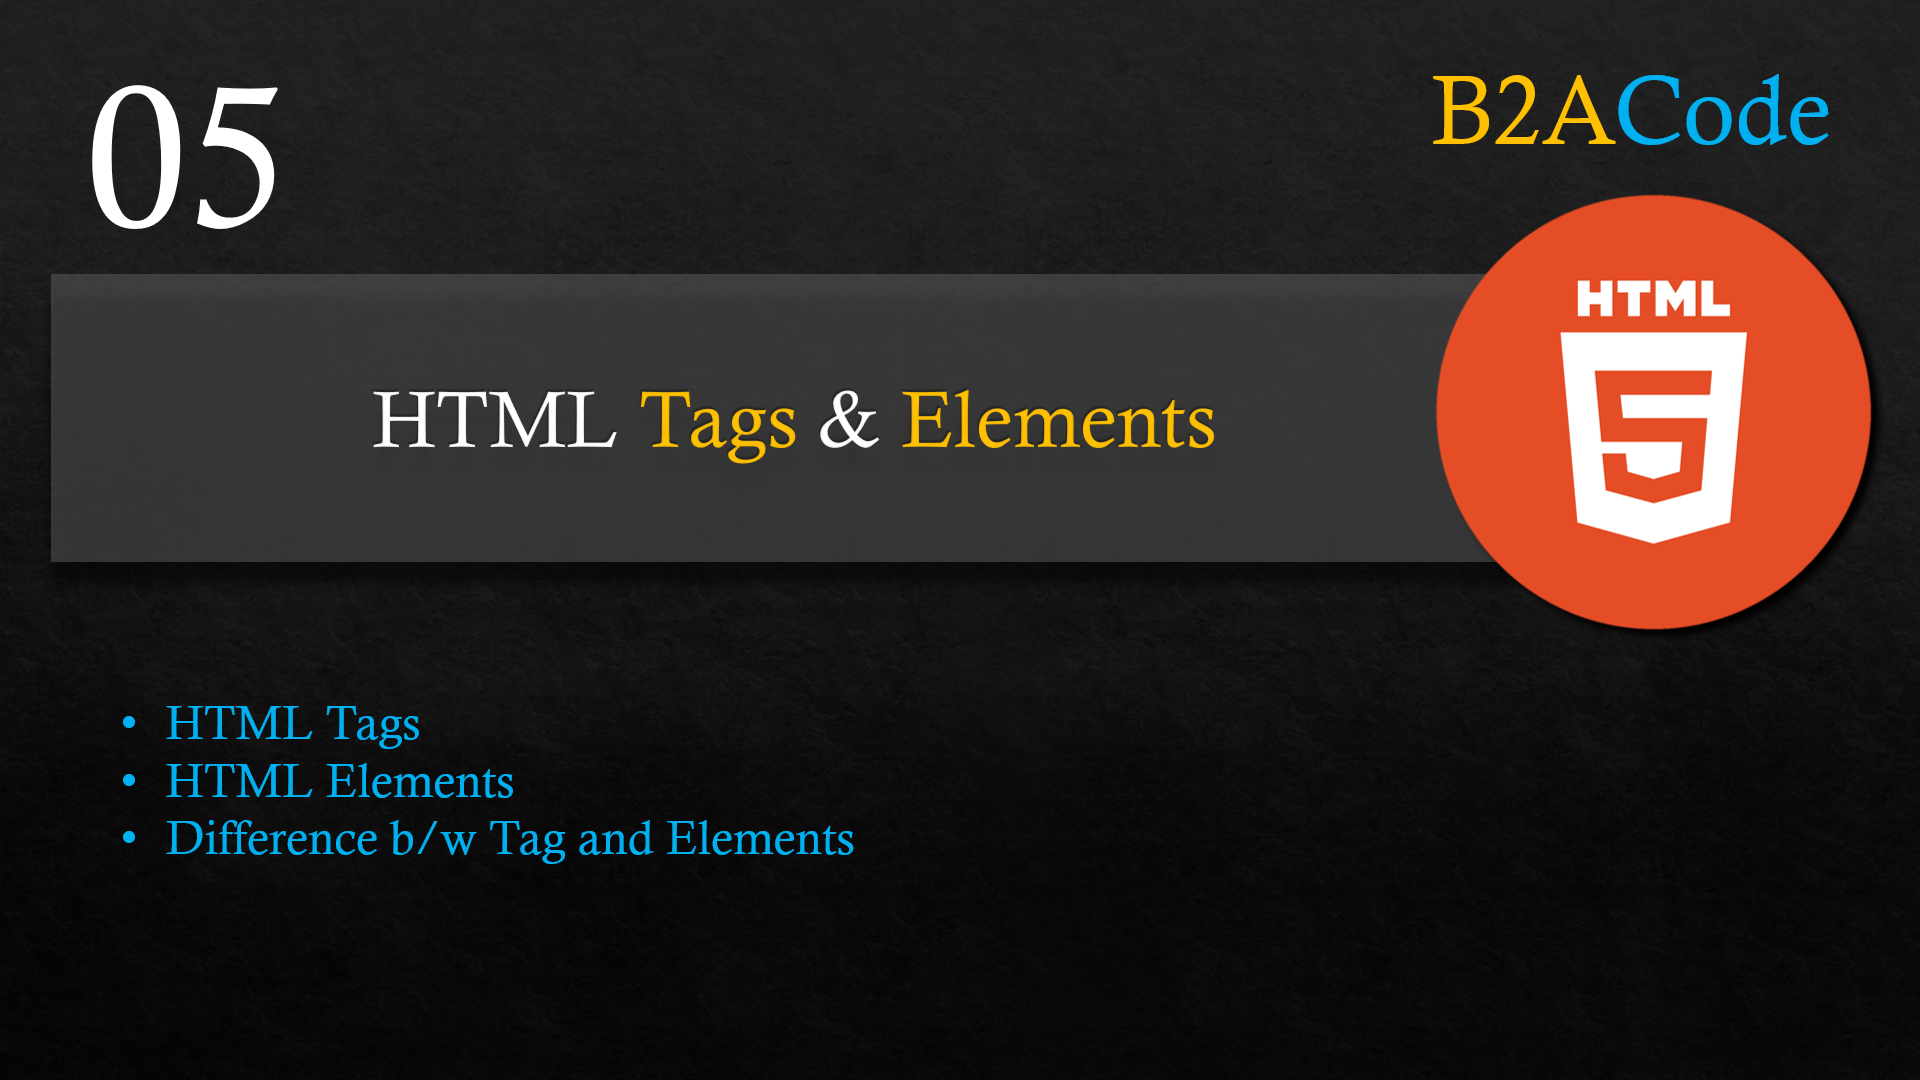 05
B2ACode
HTML
5
HTML Tags & Elements
• HTML Tags
• HTML Elements
• Difference b/w Tag and Elements